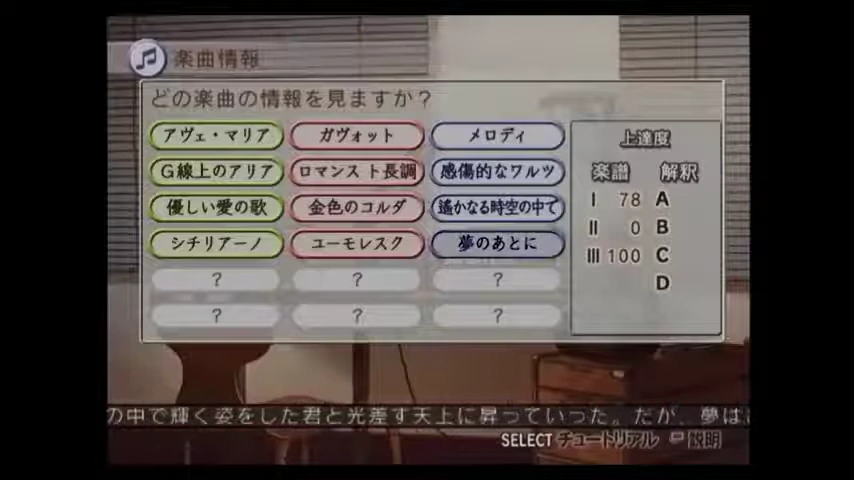 楽曲情報
どの楽曲の情報を見ますか？
アヴェ・マリア ガヴォット メロディ
G線上のアリア ロマンス ト長調 感傷的なワルツ
優しい愛の歌 金色のコルダ 遙かなる時空の中で
シチリアーノ ユーモレスク 夢のあとに
？ ？ ？
？ ？ ？
上達度
楽譜 解釈
Ⅰ 78 A
Ⅱ 0 B
Ⅲ 100 C
D
の中で輝く姿をした君と光差す天上に昇っていった。だが、夢は
SELECT チュートリアル 説明